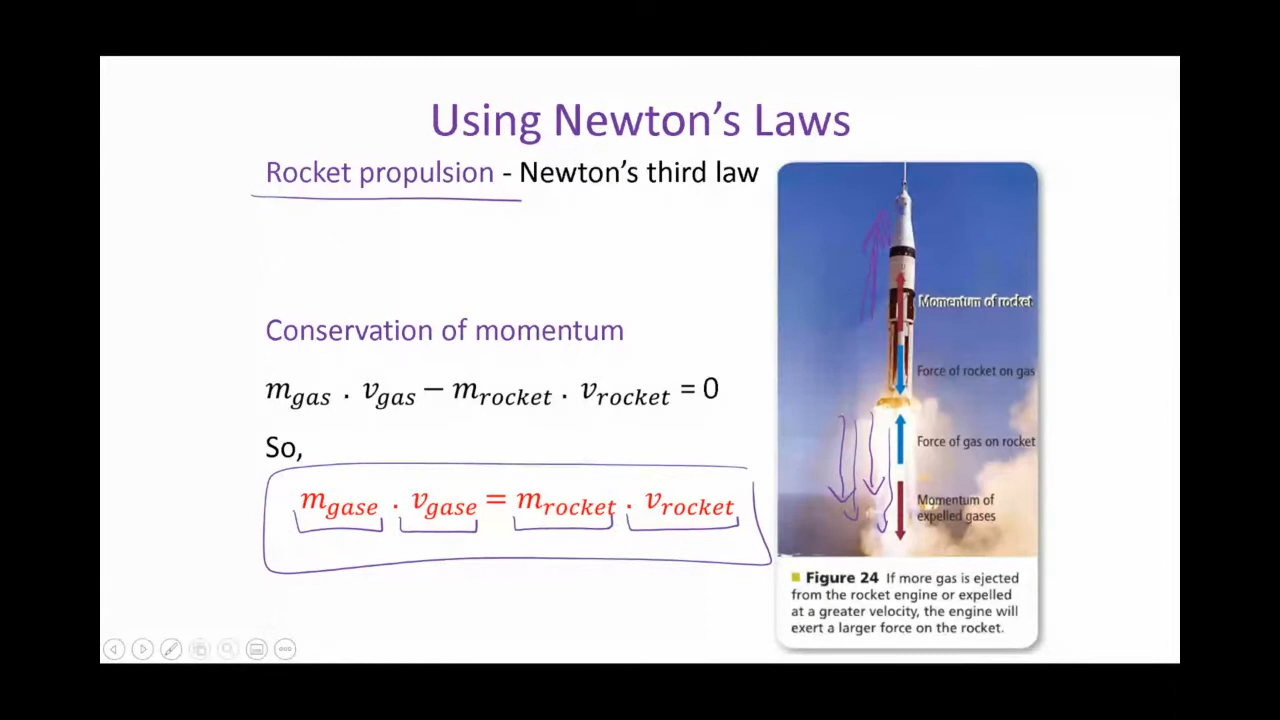 Using Newton's Laws
Rocket propulsion - Newton's third law
Conservation of momentum
m_gas . v_gas − m_rocket . v_rocket = 0
So,
m_gase . v_gase = m_rocket . v_rocket
Momentum of rocket
Force of rocket on gas
Force of gas on rocket
Momentum of
expelled gases
Figure 24 If more gas is ejected
from the rocket engine or expelled
at a greater velocity, the engine will
exert a larger force on the rocket.